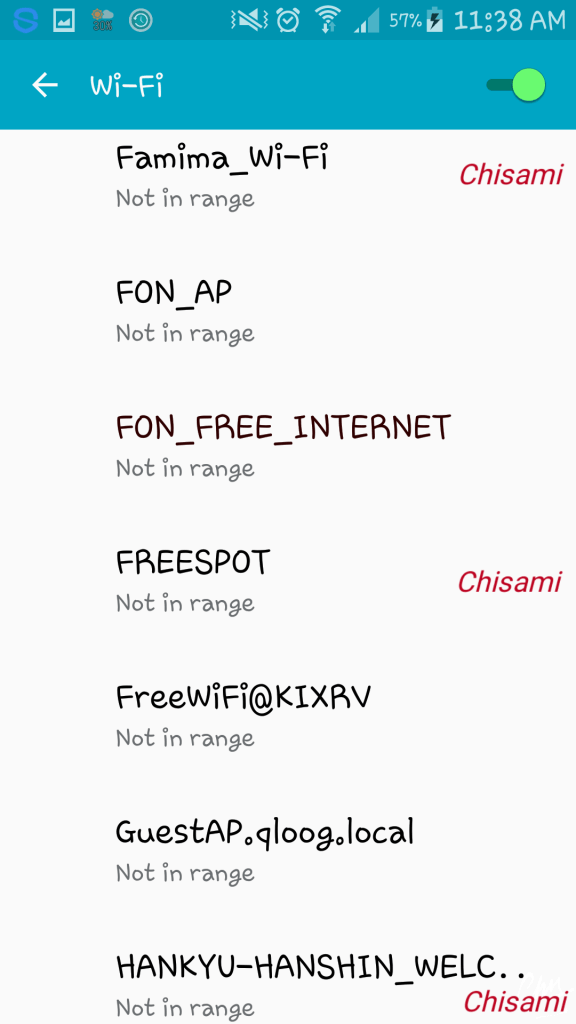 57% 11:38 AM
Wi-Fi
Famima_Wi-Fi
Chisami
Not in range
FON_AP
Not in range
FON_FREE_INTERNET
Not in range
FREESPOT
Chisami
Not in range
FreeWiFi@KIXRV
Not in range
GuestAP.qloog.local
Not in range
HANKYU-HANSHIN_WELC..
Chisami
Not in range